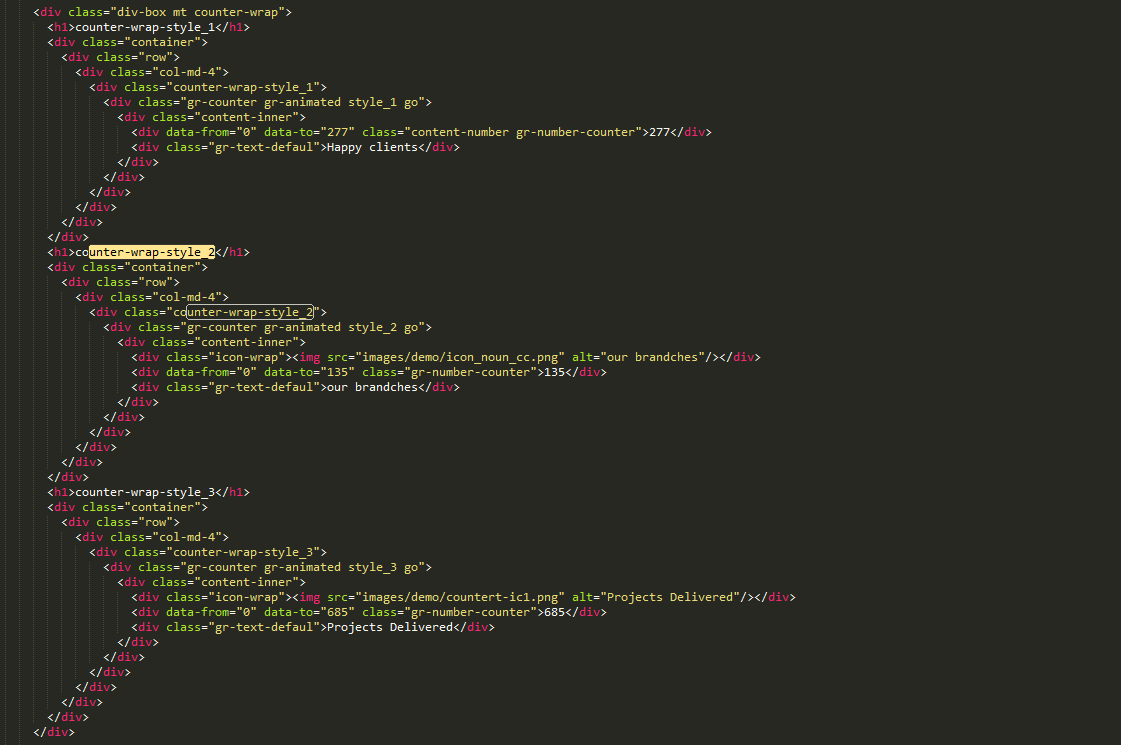 <div class="div-box mt counter-wrap">
<h1>counter-wrap-style_1</h1>
<div class="container">
<div class="row">
<div class="col-md-4">
<div class="counter-wrap-style_1">
<div class="gr-counter gr-animated style_1 go">
<div class="content-inner">
<div data-from="0" data-to="277" class="content-number gr-number-counter">277</div>
<div class="gr-text-defaul">Happy clients</div>
</div>
</div>
</div>
</div>
</div>
</div>
<h1>counter-wrap-style_2</h1>
<div class="container">
<div class="row">
<div class="col-md-4">
<div class="counter-wrap-style_2">
<div class="gr-counter gr-animated style_2 go">
<div class="content-inner">
<div class="icon-wrap"><img src="images/demo/icon_noun_cc.png" alt="our brandches"/></div>
<div data-from="0" data-to="135" class="gr-number-counter">135</div>
<div class="gr-text-defaul">our brandches</div>
</div>
</div>
</div>
</div>
</div>
</div>
<h1>counter-wrap-style_3</h1>
<div class="container">
<div class="row">
<div class="col-md-4">
<div class="counter-wrap-style_3">
<div class="gr-counter gr-animated style_3 go">
<div class="content-inner">
<div class="icon-wrap"><img src="images/demo/countert-ic1.png" alt="Projects Delivered"/></div>
<div data-from="0" data-to="685" class="gr-number-counter">685</div>
<div class="gr-text-defaul">Projects Delivered</div>
</div>
</div>
</div>
</div>
</div>
</div>
</div>